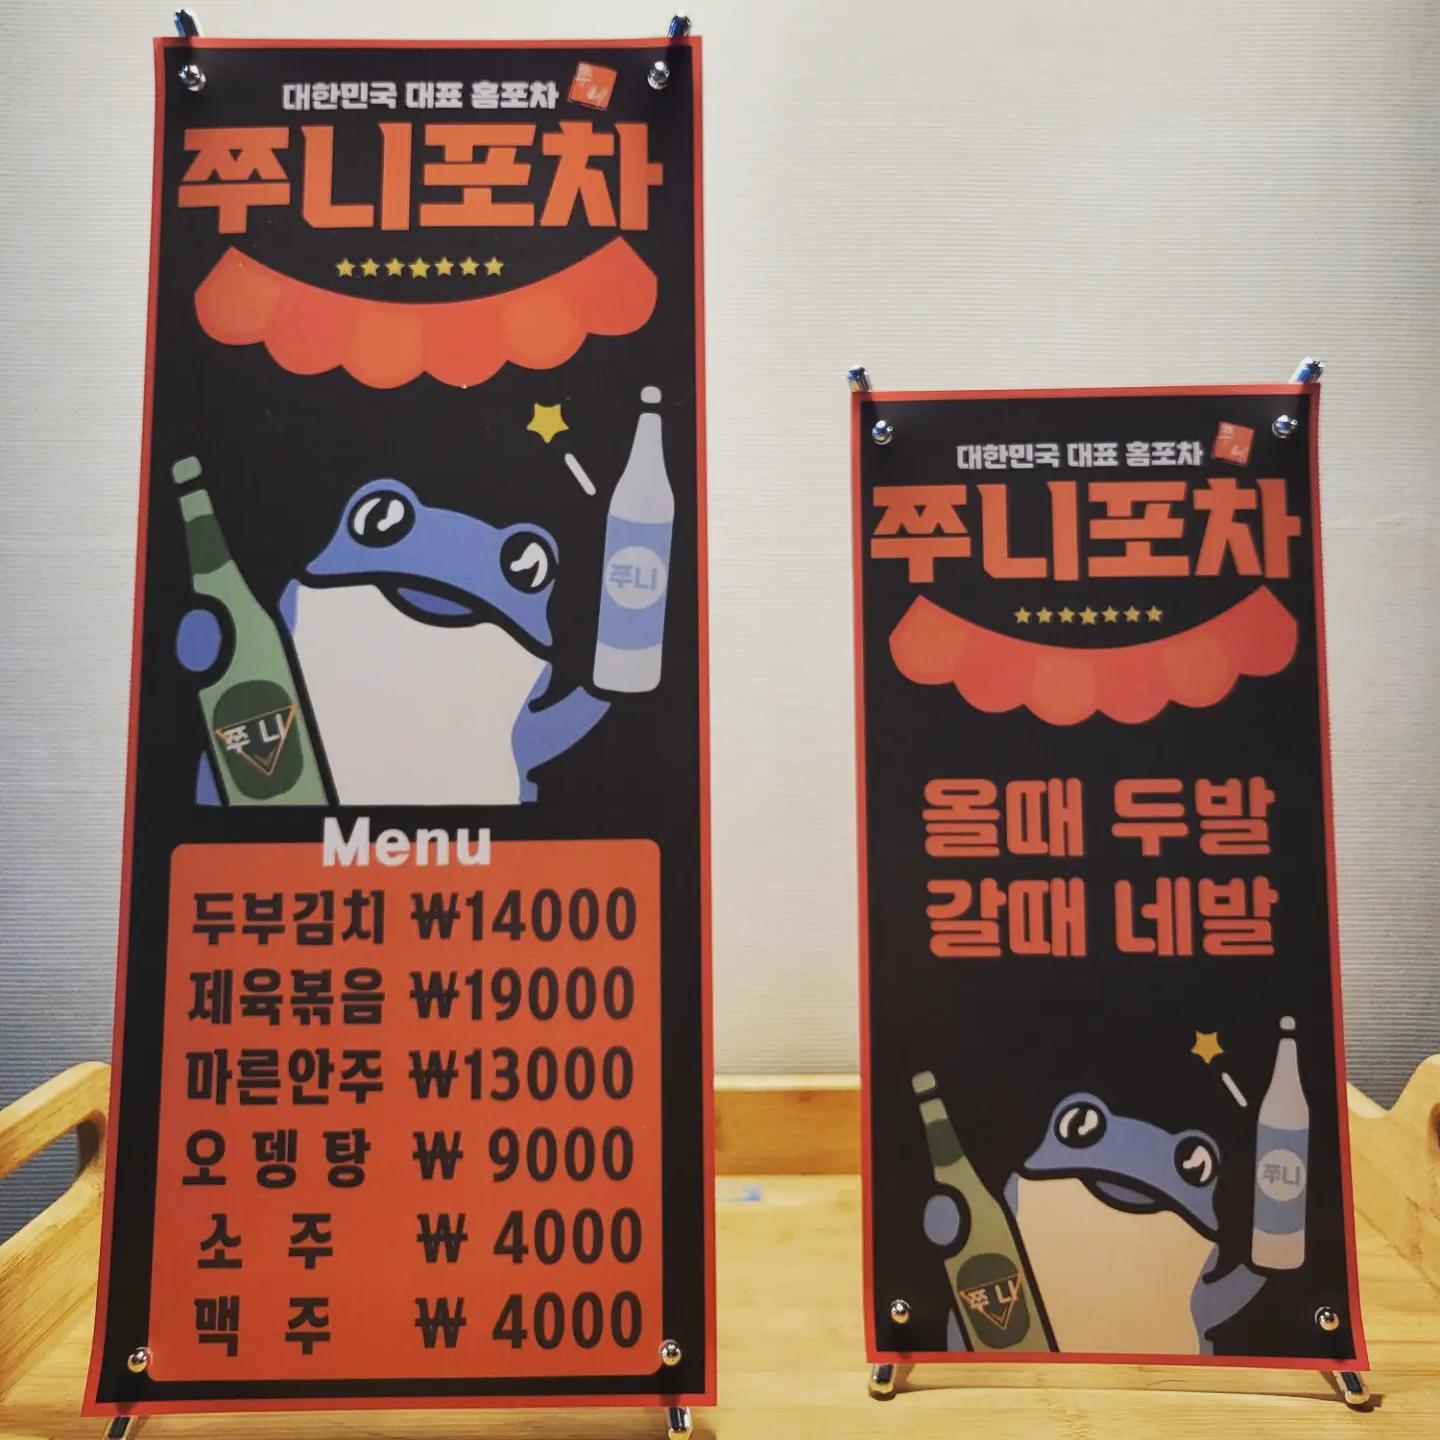 대한민국 대표 홈포차
쭈니
쭈니포차
쭈니
쭈니
Menu
두부김치 ₩14000
제육볶음 ₩19000
마른안주 ₩13000
오뎅탕 ₩ 9000
소주 ₩ 4000
맥주 ₩ 4000
대한민국 대표 홈포차
쭈니
쭈니포차
올때 두발
갈때 네발
쭈니
쭈니